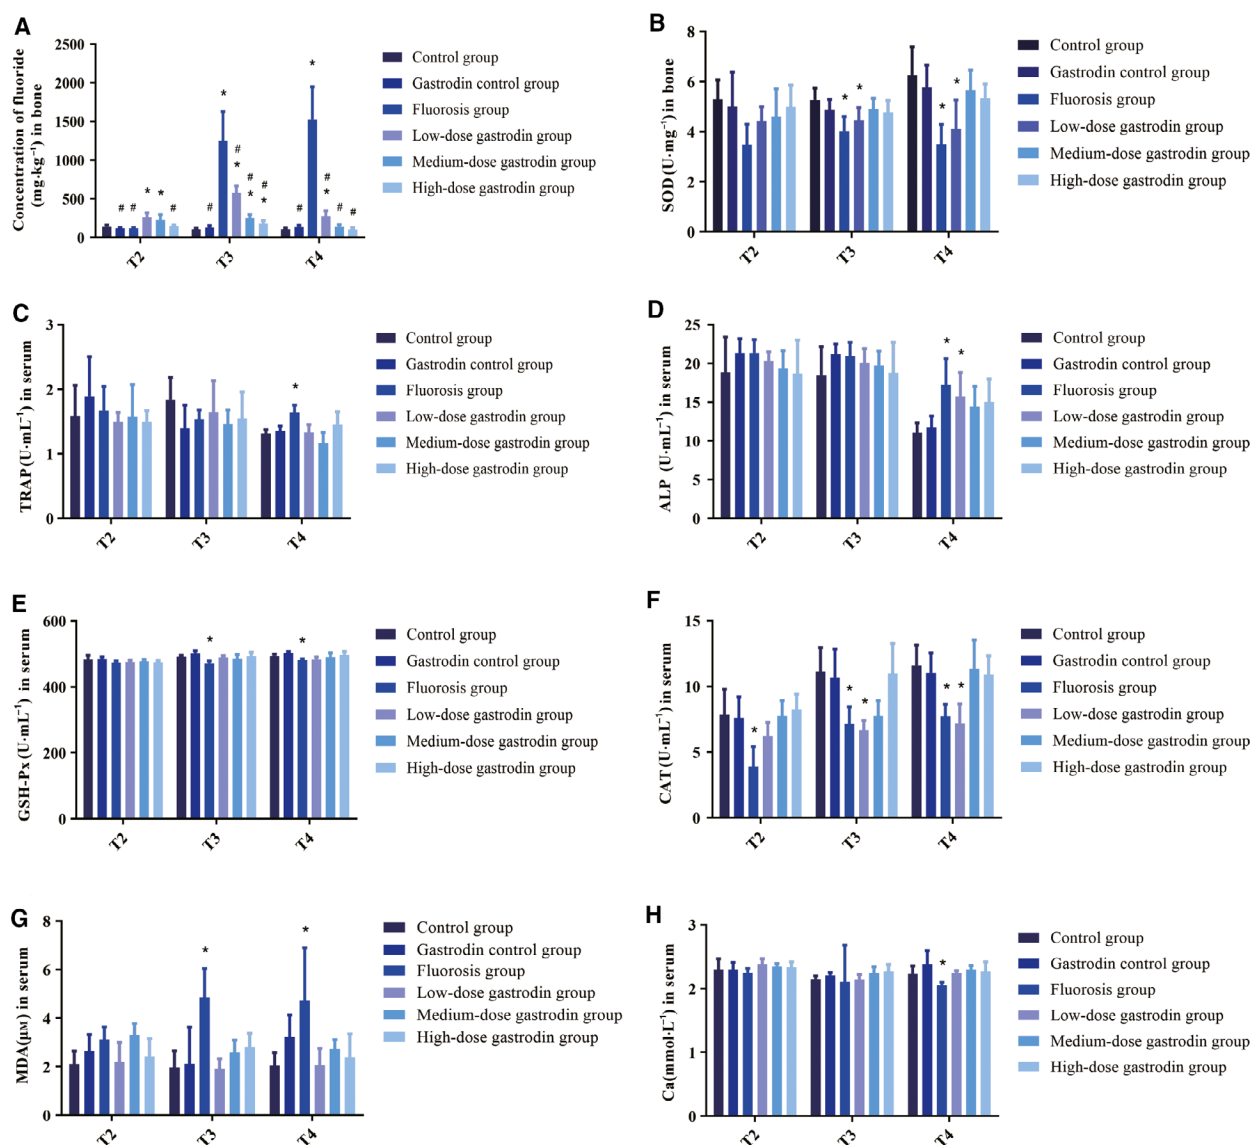 A
Concentration of fluoride
(mg·kg⁻¹) in bone
2500
2000
1500
1000
500
0
* * # # * * # # * # * # * # * # * # # * # #
T2 T3 T4
Control group
Gastrodin control group
Fluorosis group
Low-dose gastrodin group
Medium-dose gastrodin group
High-dose gastrodin group
B
SOD (U·mg⁻¹) in bone
8
6
4
2
0
* * * *
T2 T3 T4
Control group
Gastrodin control group
Fluorosis group
Low-dose gastrodin group
Medium-dose gastrodin group
High-dose gastrodin group
C
TRAP (U·mL⁻¹) in serum
3
2
1
0
*
T2 T3 T4
Control group
Gastrodin control group
Fluorosis group
Low-dose gastrodin group
Medium-dose gastrodin group
High-dose gastrodin group
D
ALP (U·mL⁻¹) in serum
25
20
15
10
5
0
* *
T2 T3 T4
Control group
Gastrodin control group
Fluorosis group
Low-dose gastrodin group
Medium-dose gastrodin group
High-dose gastrodin group
E
GSH-Px (U·mL⁻¹) in serum
600
400
200
0
* *
T2 T3 T4
Control group
Gastrodin control group
Fluorosis group
Low-dose gastrodin group
Medium-dose gastrodin group
High-dose gastrodin group
F
CAT (U·mL⁻¹) in serum
15
10
5
0
* * * * *
T2 T3 T4
Control group
Gastrodin control group
Fluorosis group
Low-dose gastrodin group
Medium-dose gastrodin group
High-dose gastrodin group
G
MDA(μM) in serum
8
6
4
2
0
* *
T2 T3 T4
Control group
Gastrodin control group
Fluorosis group
Low-dose gastrodin group
Medium-dose gastrodin group
High-dose gastrodin group
H
Ca(mmol·L⁻¹) in serum
3
2
1
0
*
T2 T3 T4
Control group
Gastrodin control group
Fluorosis group
Low-dose gastrodin group
Medium-dose gastrodin group
High-dose gastrodin group